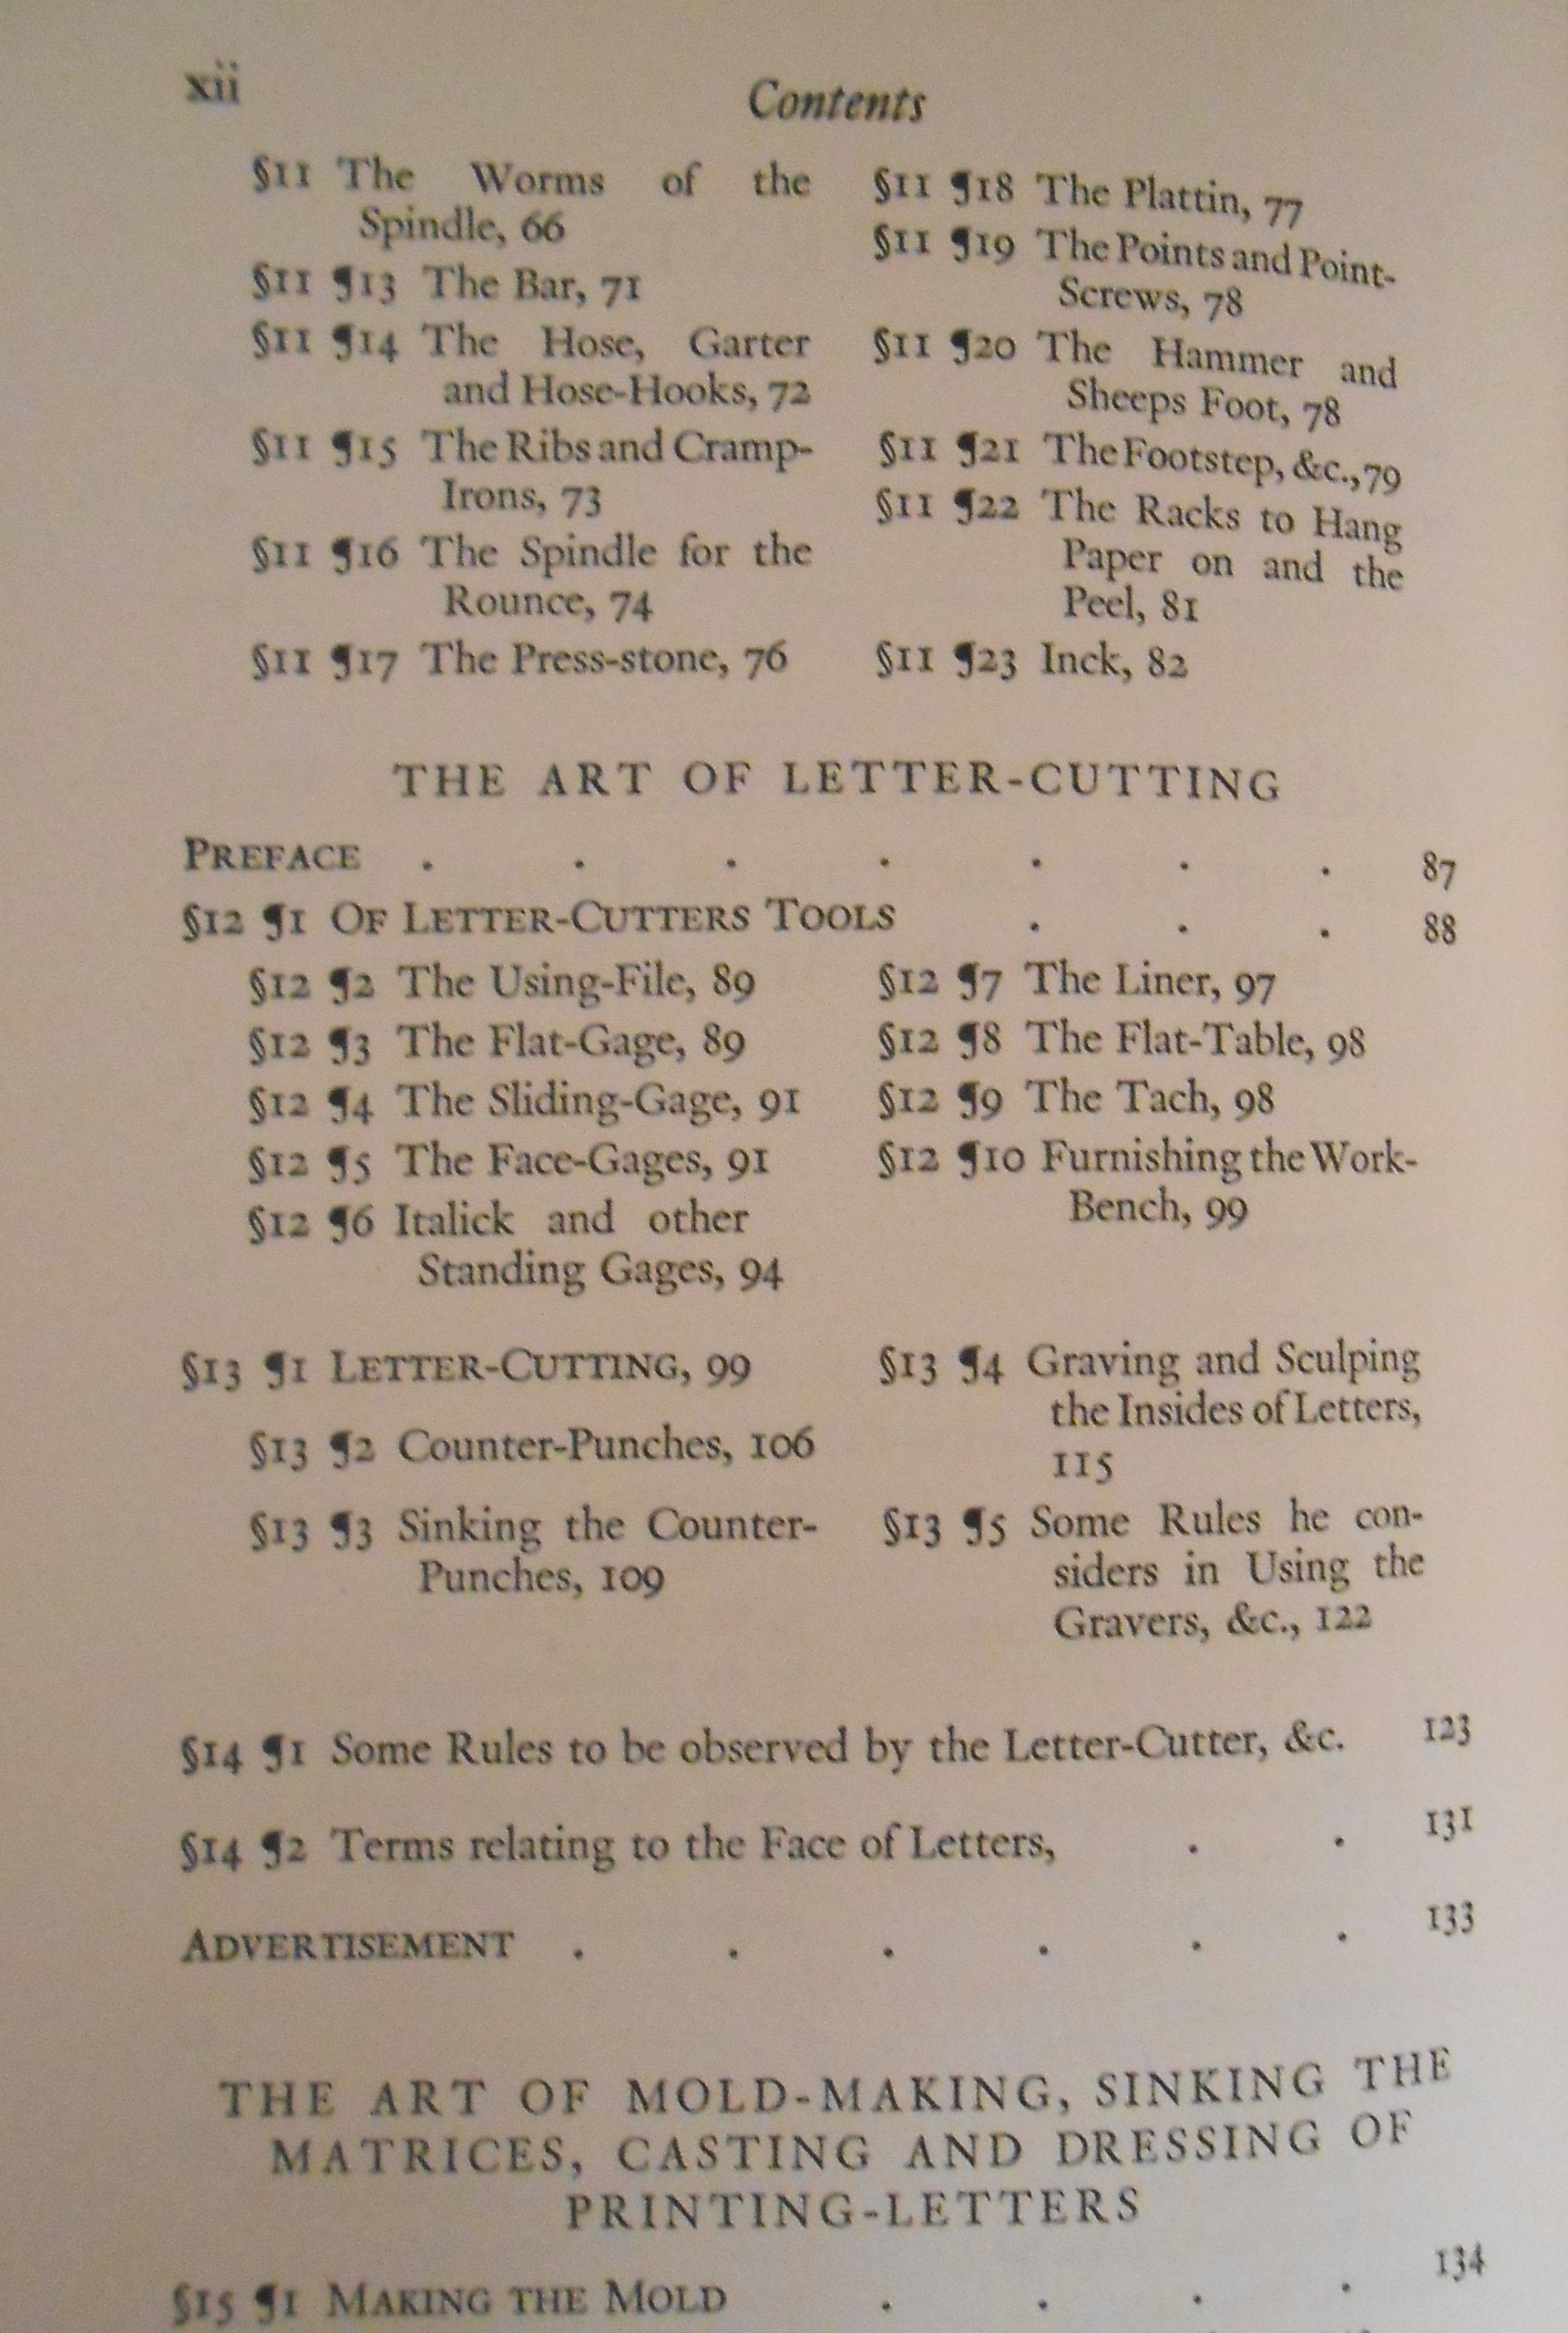 xii
Contents
§11 The Worms of the
Spindle, 66
§11 ¶13 The Bar, 71
§11 ¶14 The Hose, Garter
and Hose-Hooks, 72
§11 ¶15 The Ribs and Cramp-
Irons, 73
§11 ¶16 The Spindle for the
Rounce, 74
§11 ¶17 The Press-stone, 76
§11 ¶18 The Plattin, 77
§11 ¶19 The Points and Point-
Screws, 78
§11 ¶20 The Hammer and
Sheeps Foot, 78
§11 ¶21 The Footstep, &c., 79
§11 ¶22 The Racks to Hang
Paper on and the
Peel, 81
§11 ¶23 Inck, 82
THE ART OF LETTER-CUTTING
PREFACE . . . . . . . 87
§12 ¶1 OF LETTER-CUTTERS TOOLS . . . 88
§12 ¶2 The Using-File, 89
§12 ¶3 The Flat-Gage, 89
§12 ¶4 The Sliding-Gage, 91
§12 ¶5 The Face-Gages, 91
§12 ¶6 Italick and other
Standing Gages, 94
§12 ¶7 The Liner, 97
§12 ¶8 The Flat-Table, 98
§12 ¶9 The Tach, 98
§12 ¶10 Furnishing the Work-
Bench, 99
§13 ¶1 LETTER-CUTTING, 99
§13 ¶2 Counter-Punches, 106
§13 ¶3 Sinking the Counter-
Punches, 109
§13 ¶4 Graving and Sculping
the Insides of Letters,
115
§13 ¶5 Some Rules he con-
siders in Using the
Gravers, &c., 122
§14 ¶1 Some Rules to be observed by the Letter-Cutter, &c. 123
§14 ¶2 Terms relating to the Face of Letters, . . 131
ADVERTISEMENT . . . . . . 133
THE ART OF MOLD-MAKING, SINKING THE
MATRICES, CASTING AND DRESSING OF
PRINTING-LETTERS
§15 ¶1 MAKING THE MOLD . . . . 134